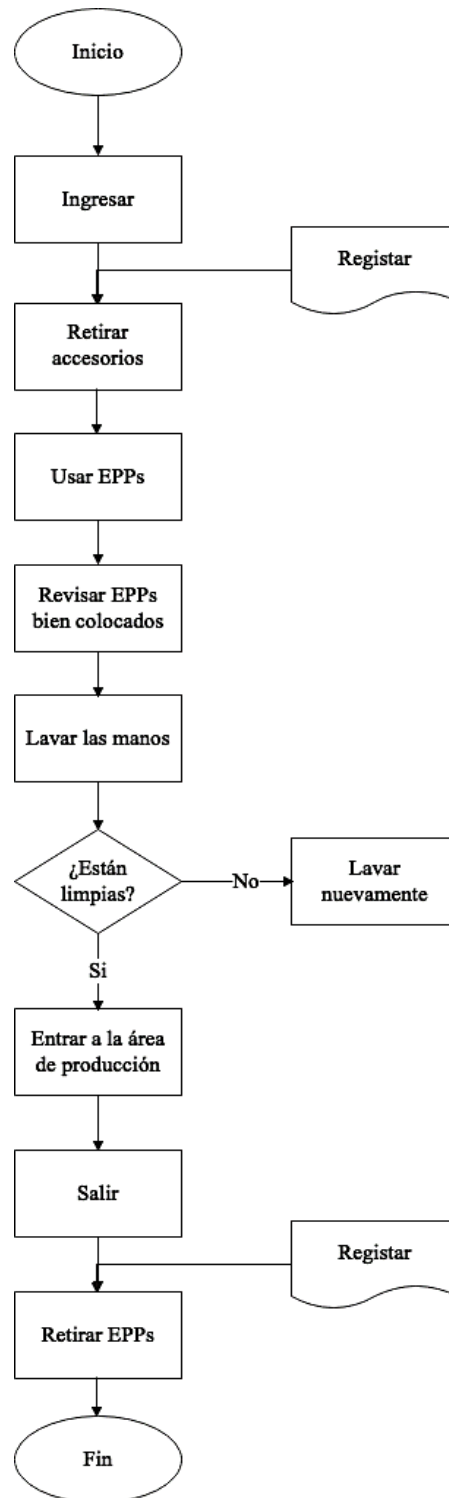 Inicio
Ingresar
Registar
Retirar
accesorios
Usar EPPs
Revisar EPPs
bien colocados
Lavar las manos
¿Están
limpias?
No
Lavar
nuevamente
Si
Entrar a la área
de producción
Salir
Registar
Retirar EPPs
Fin